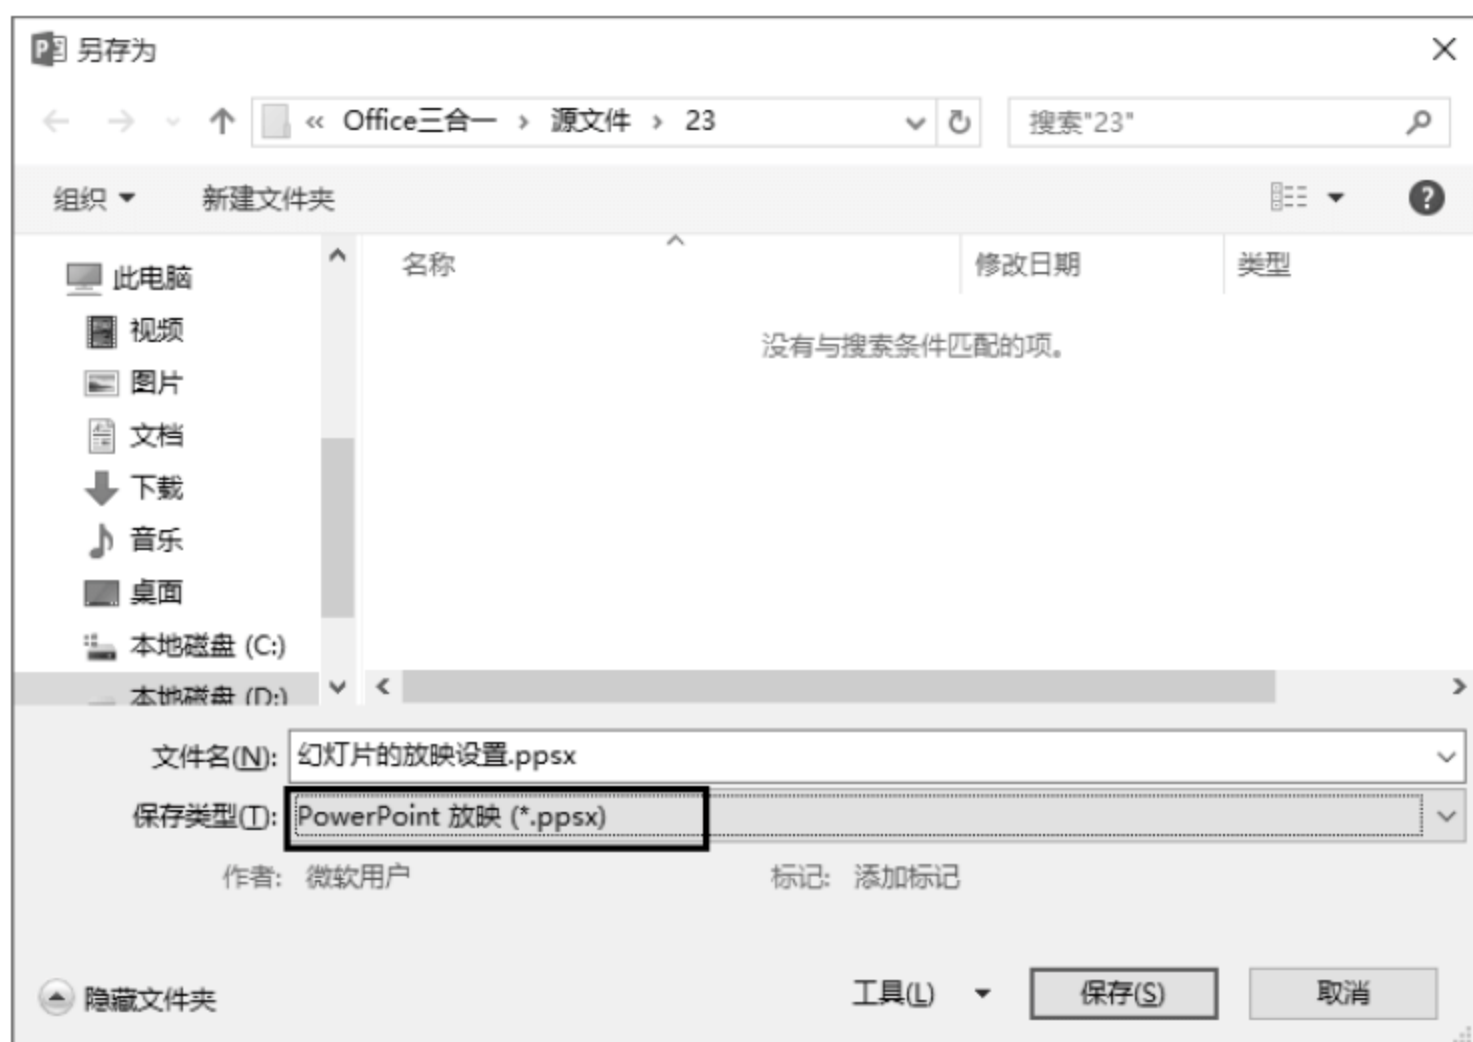 另存为
« Office三合一 › 源文件 › 23
搜索"23"
组织
新建文件夹
名称
修改日期
类型
没有与搜索条件匹配的项。
此电脑
视频
图片
文档
下载
音乐
桌面
本地磁盘 (C:)
本地磁盘 (D:)
文件名(N): 幻灯片的放映设置.ppsx
保存类型(T): PowerPoint 放映 (*.ppsx)
作者: 微软用户
标记: 添加标记
隐藏文件夹
工具(L)
保存(S)
取消